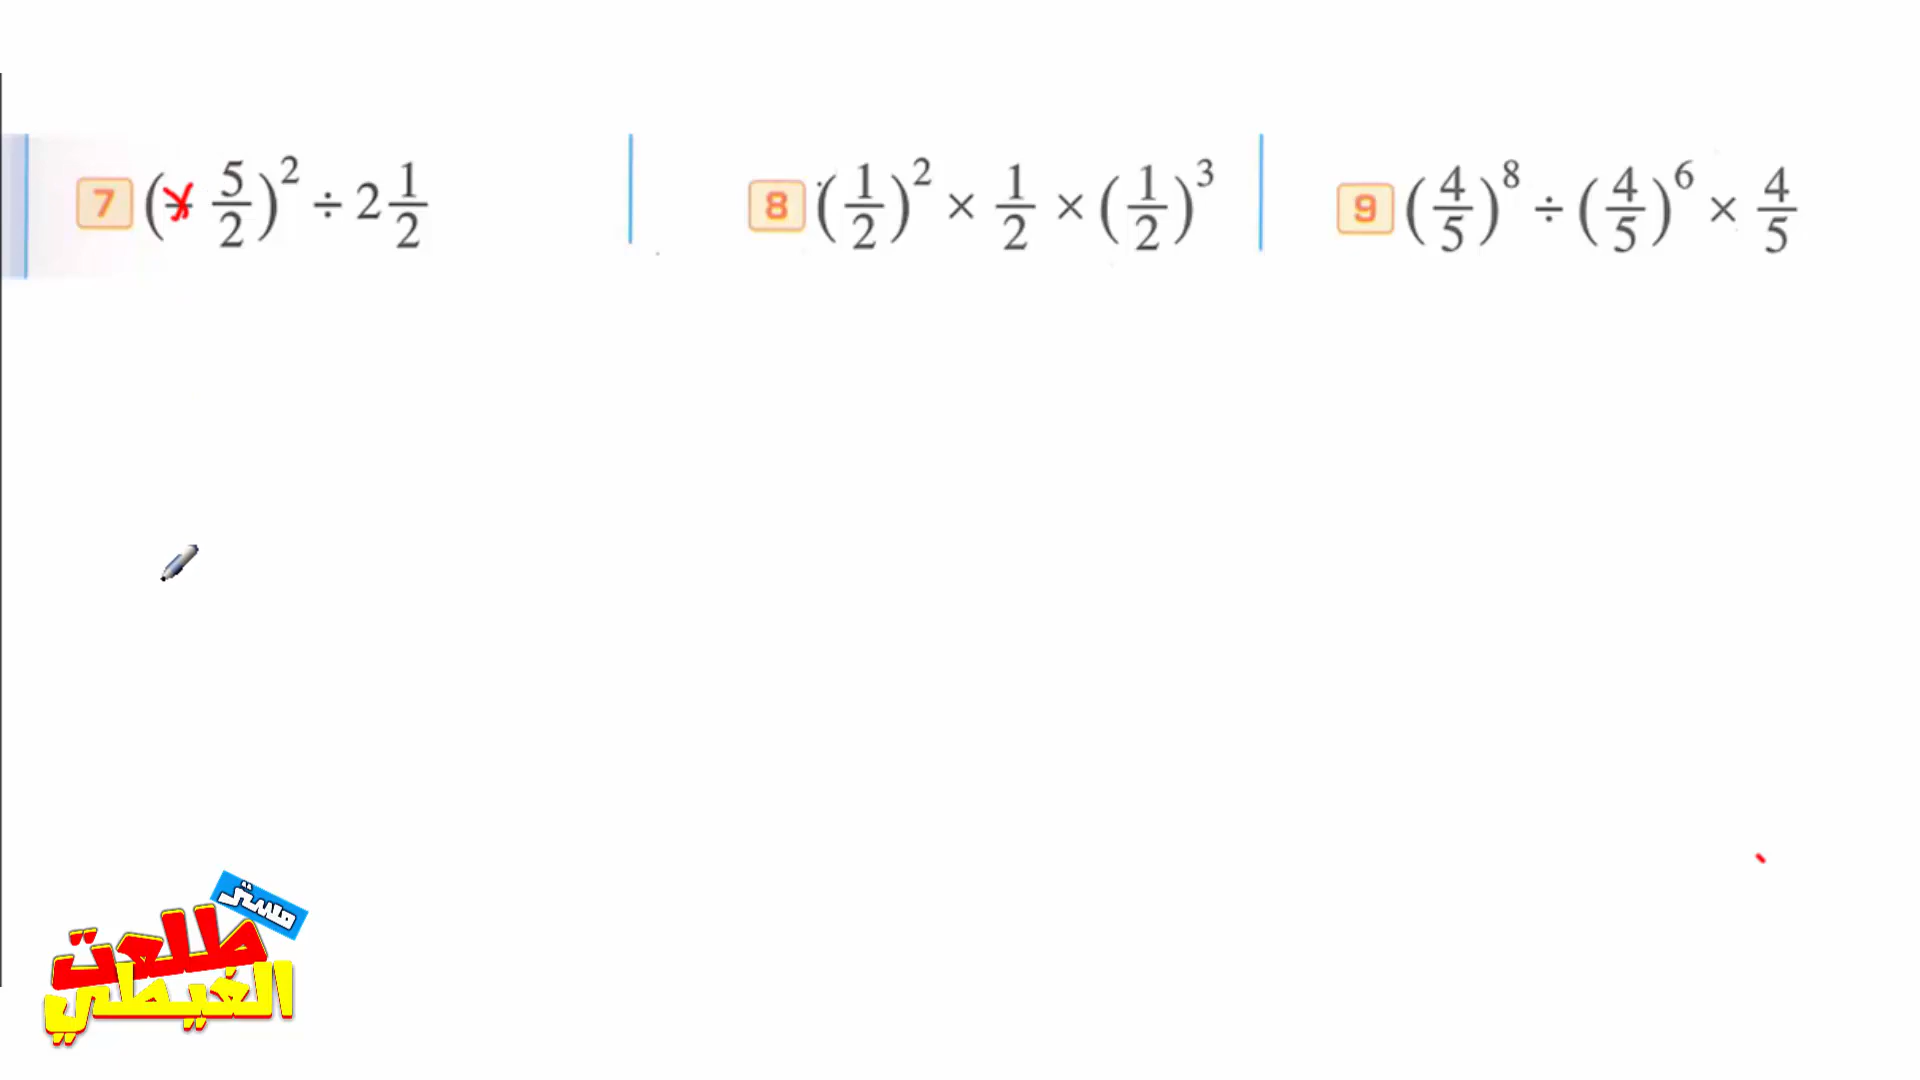 7 (- 5/2)² ÷ 2 1/2
8 (1/2)² × 1/2 × (1/2)³
9 (4/5)⁸ ÷ (4/5)⁶ × 4/5
مستر
طلعت
الغيطي